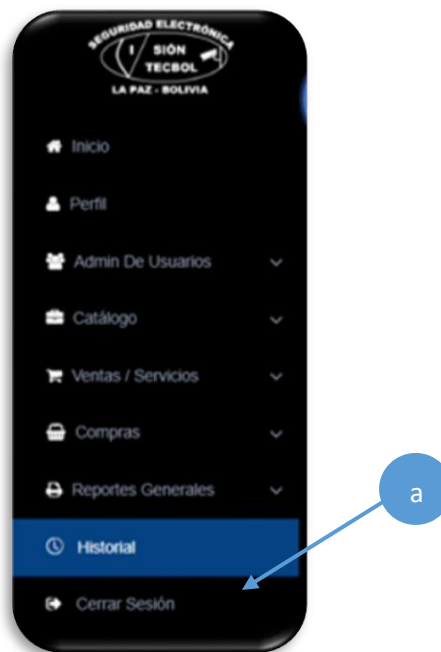 SEGURIDAD ELECTRÓNICA
I SIÓN
TECBOL
LA PAZ - BOLIVIA
Inicio
Perfil
Admin De Usuarios
Catálogo
Ventas / Servicios
Compras
Reportes Generales
Historial
a
Cerrar Sesión